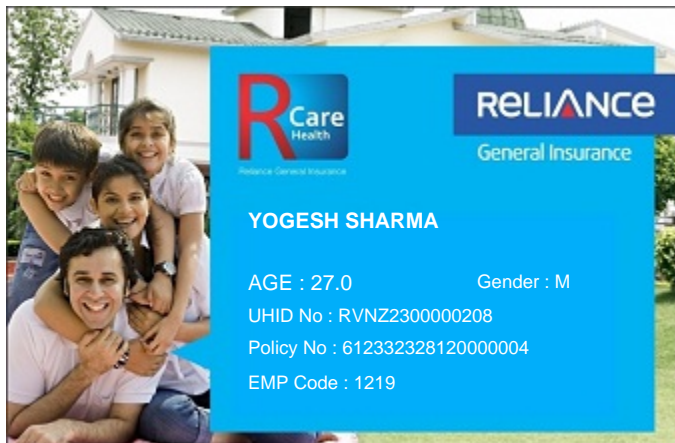 R Care
Health
Reliance General Insurance
RELIANCE
General Insurance
YOGESH SHARMA
AGE : 27.0 Gender : M
UHID No : RVNZ2300000208
Policy No : 612332328120000004
EMP Code : 1219